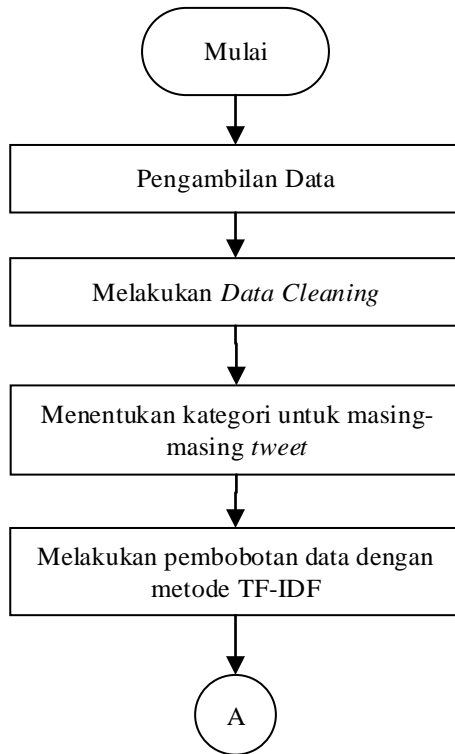 Mulai
Pengambilan Data
Melakukan Data Cleaning
Menentukan kategori untuk masing-
masing tweet
Melakukan pembobotan data dengan
metode TF-IDF
A